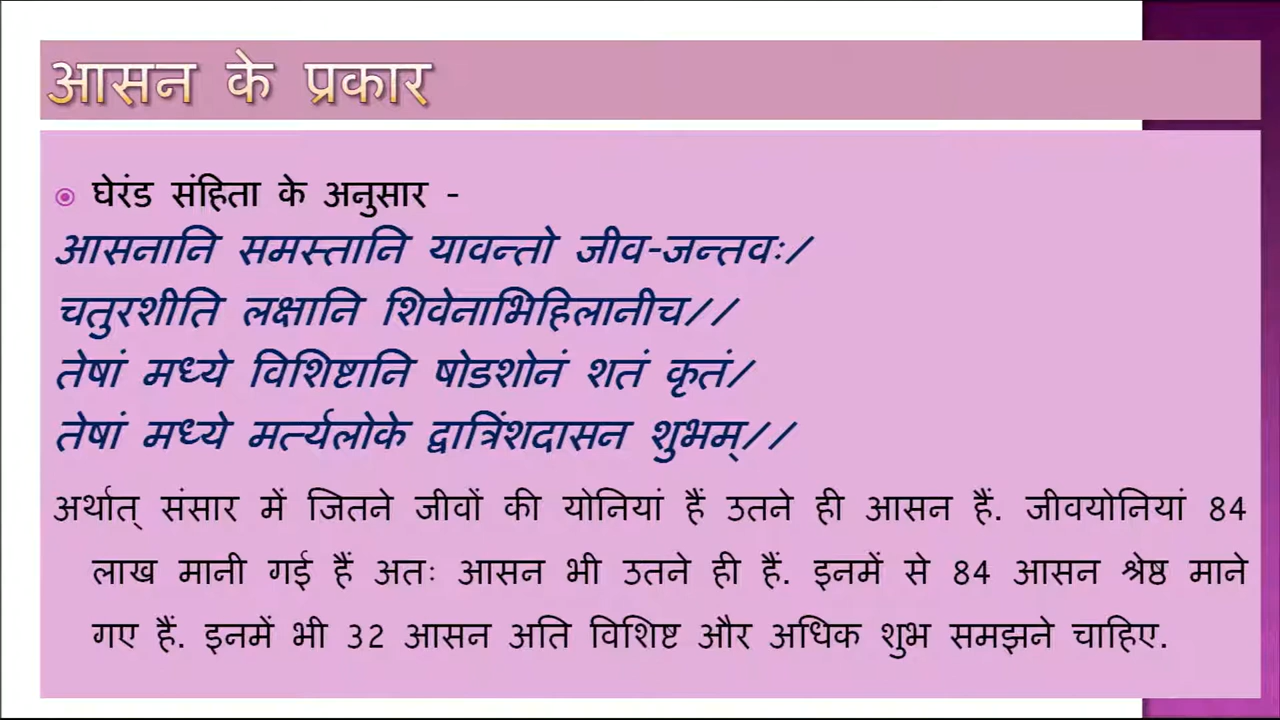 आसन के प्रकार
घेरंड संहिता के अनुसार -
आसनानि समस्तानि यावन्तो जीव-जन्तवः/
चतुरशीति लक्षानि शिवेनाभिहिलानीच//
तेषां मध्ये विशिष्टानि षोडशोनं शतं कृतं/
तेषां मध्ये मर्त्यलोके द्वात्रिंशदासन शुभम्//
अर्थात् संसार में जितने जीवों की योनियां हैं उतने ही आसन हैं. जीवयोनियां 84
लाख मानी गई हैं अतः आसन भी उतने ही हैं. इनमें से 84 आसन श्रेष्ठ माने
गए हैं. इनमें भी 32 आसन अति विशिष्ट और अधिक शुभ समझने चाहिए.